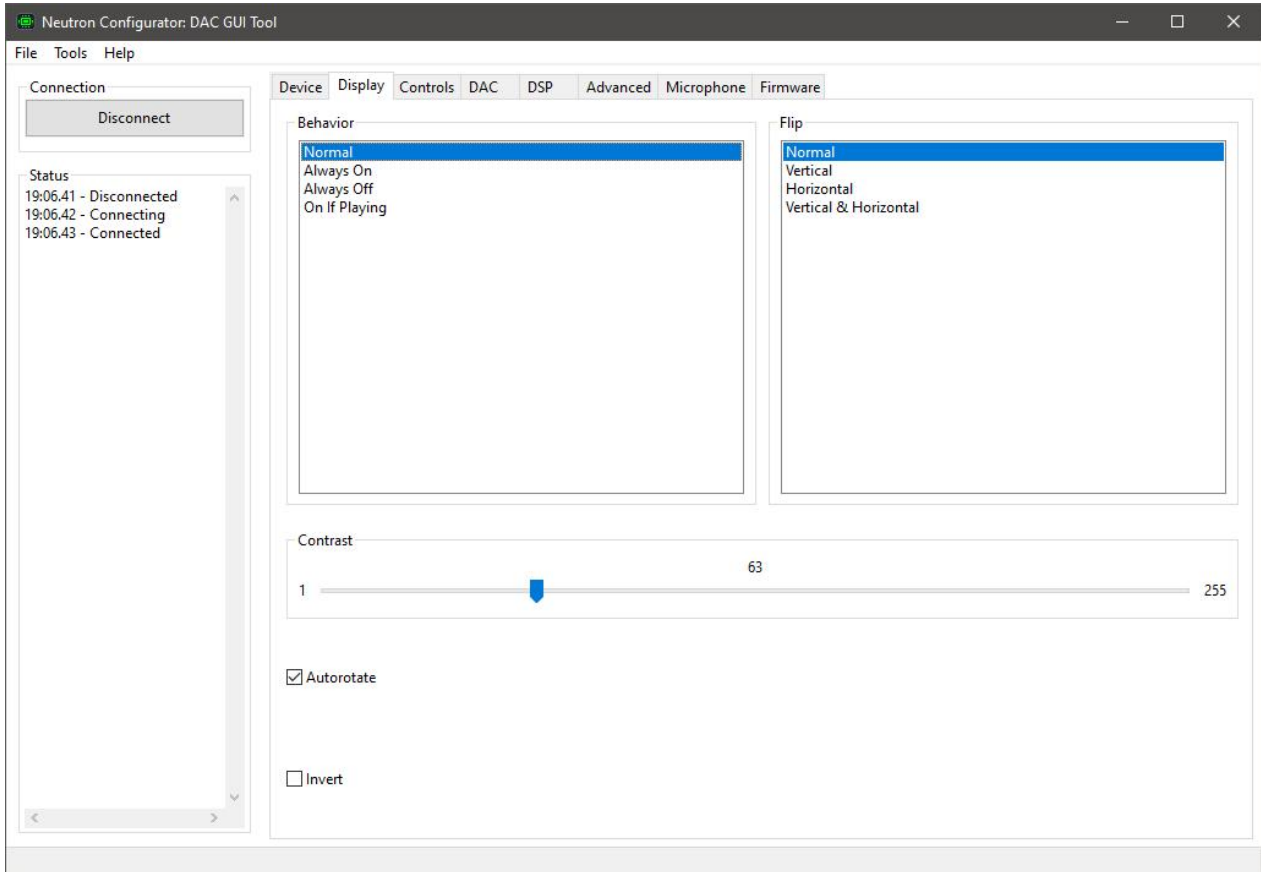 Neutron Configurator: DAC GUI Tool
File Tools Help
Connection
Disconnect
Status
19:06.41 - Disconnected
19:06.42 - Connecting
19:06.43 - Connected
Device Display Controls DAC DSP Advanced Microphone Firmware
Behavior
Normal
Always On
Always Off
On If Playing
Flip
Normal
Vertical
Horizontal
Vertical & Horizontal
Contrast
63
1 255
Autorotate
Invert